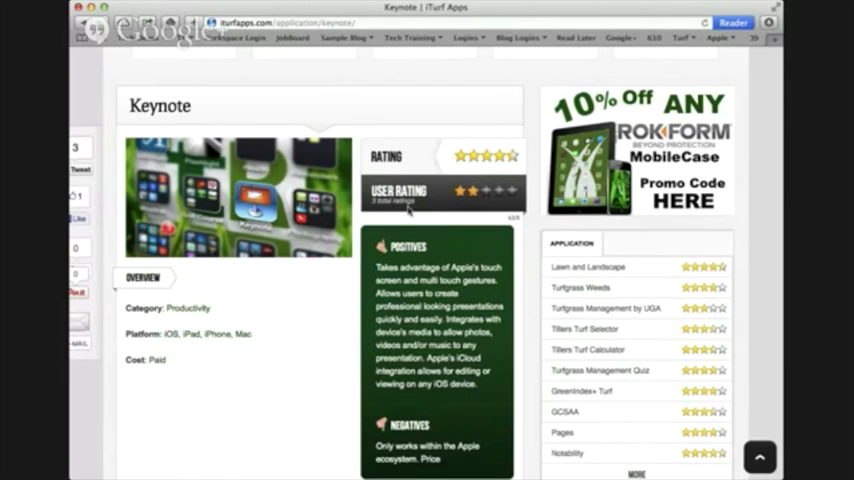 Keynote | iTurf Apps
iturfapps.com/application/keynote/
Reader
Google+
Workspace Login JobBoard Sample Blog Tech Training Logies Blog Logies Read Later Google+ 610 Turf Apple
Keynote
3
Tweet
1
Like
0
0
Pin it
MAIL
Keynote
OVERVIEW
Category: Productivity
Platform: iOS, iPad, iPhone, Mac
Cost: Paid
RATING
USER RATING
3 total ratings
POSITIVES
Takes advantage of Apple's touch
screen and multi touch gestures.
Allows users to create
professional looking presentations
quickly and easily. Integrates with
device's media to allow photos,
videos and/or music to any
presentation. Apple's iCloud
integration allows for editing or
viewing on any iOS device.
NEGATIVES
Only works within the Apple
ecosystem. Price
10% Off ANY
ROKFORM
BEYOND PROTECTION
MobileCase
Promo Code
HERE
APPLICATION
Lawn and Landscape
Turfgrass Weeds
Turfgrass Management by UGA
Tillers Turf Selector
Tillers Turf Calculator
Turfgrass Management Quiz
GreenIndex+ Turf
GCSAA
Pages
Notability
MORE